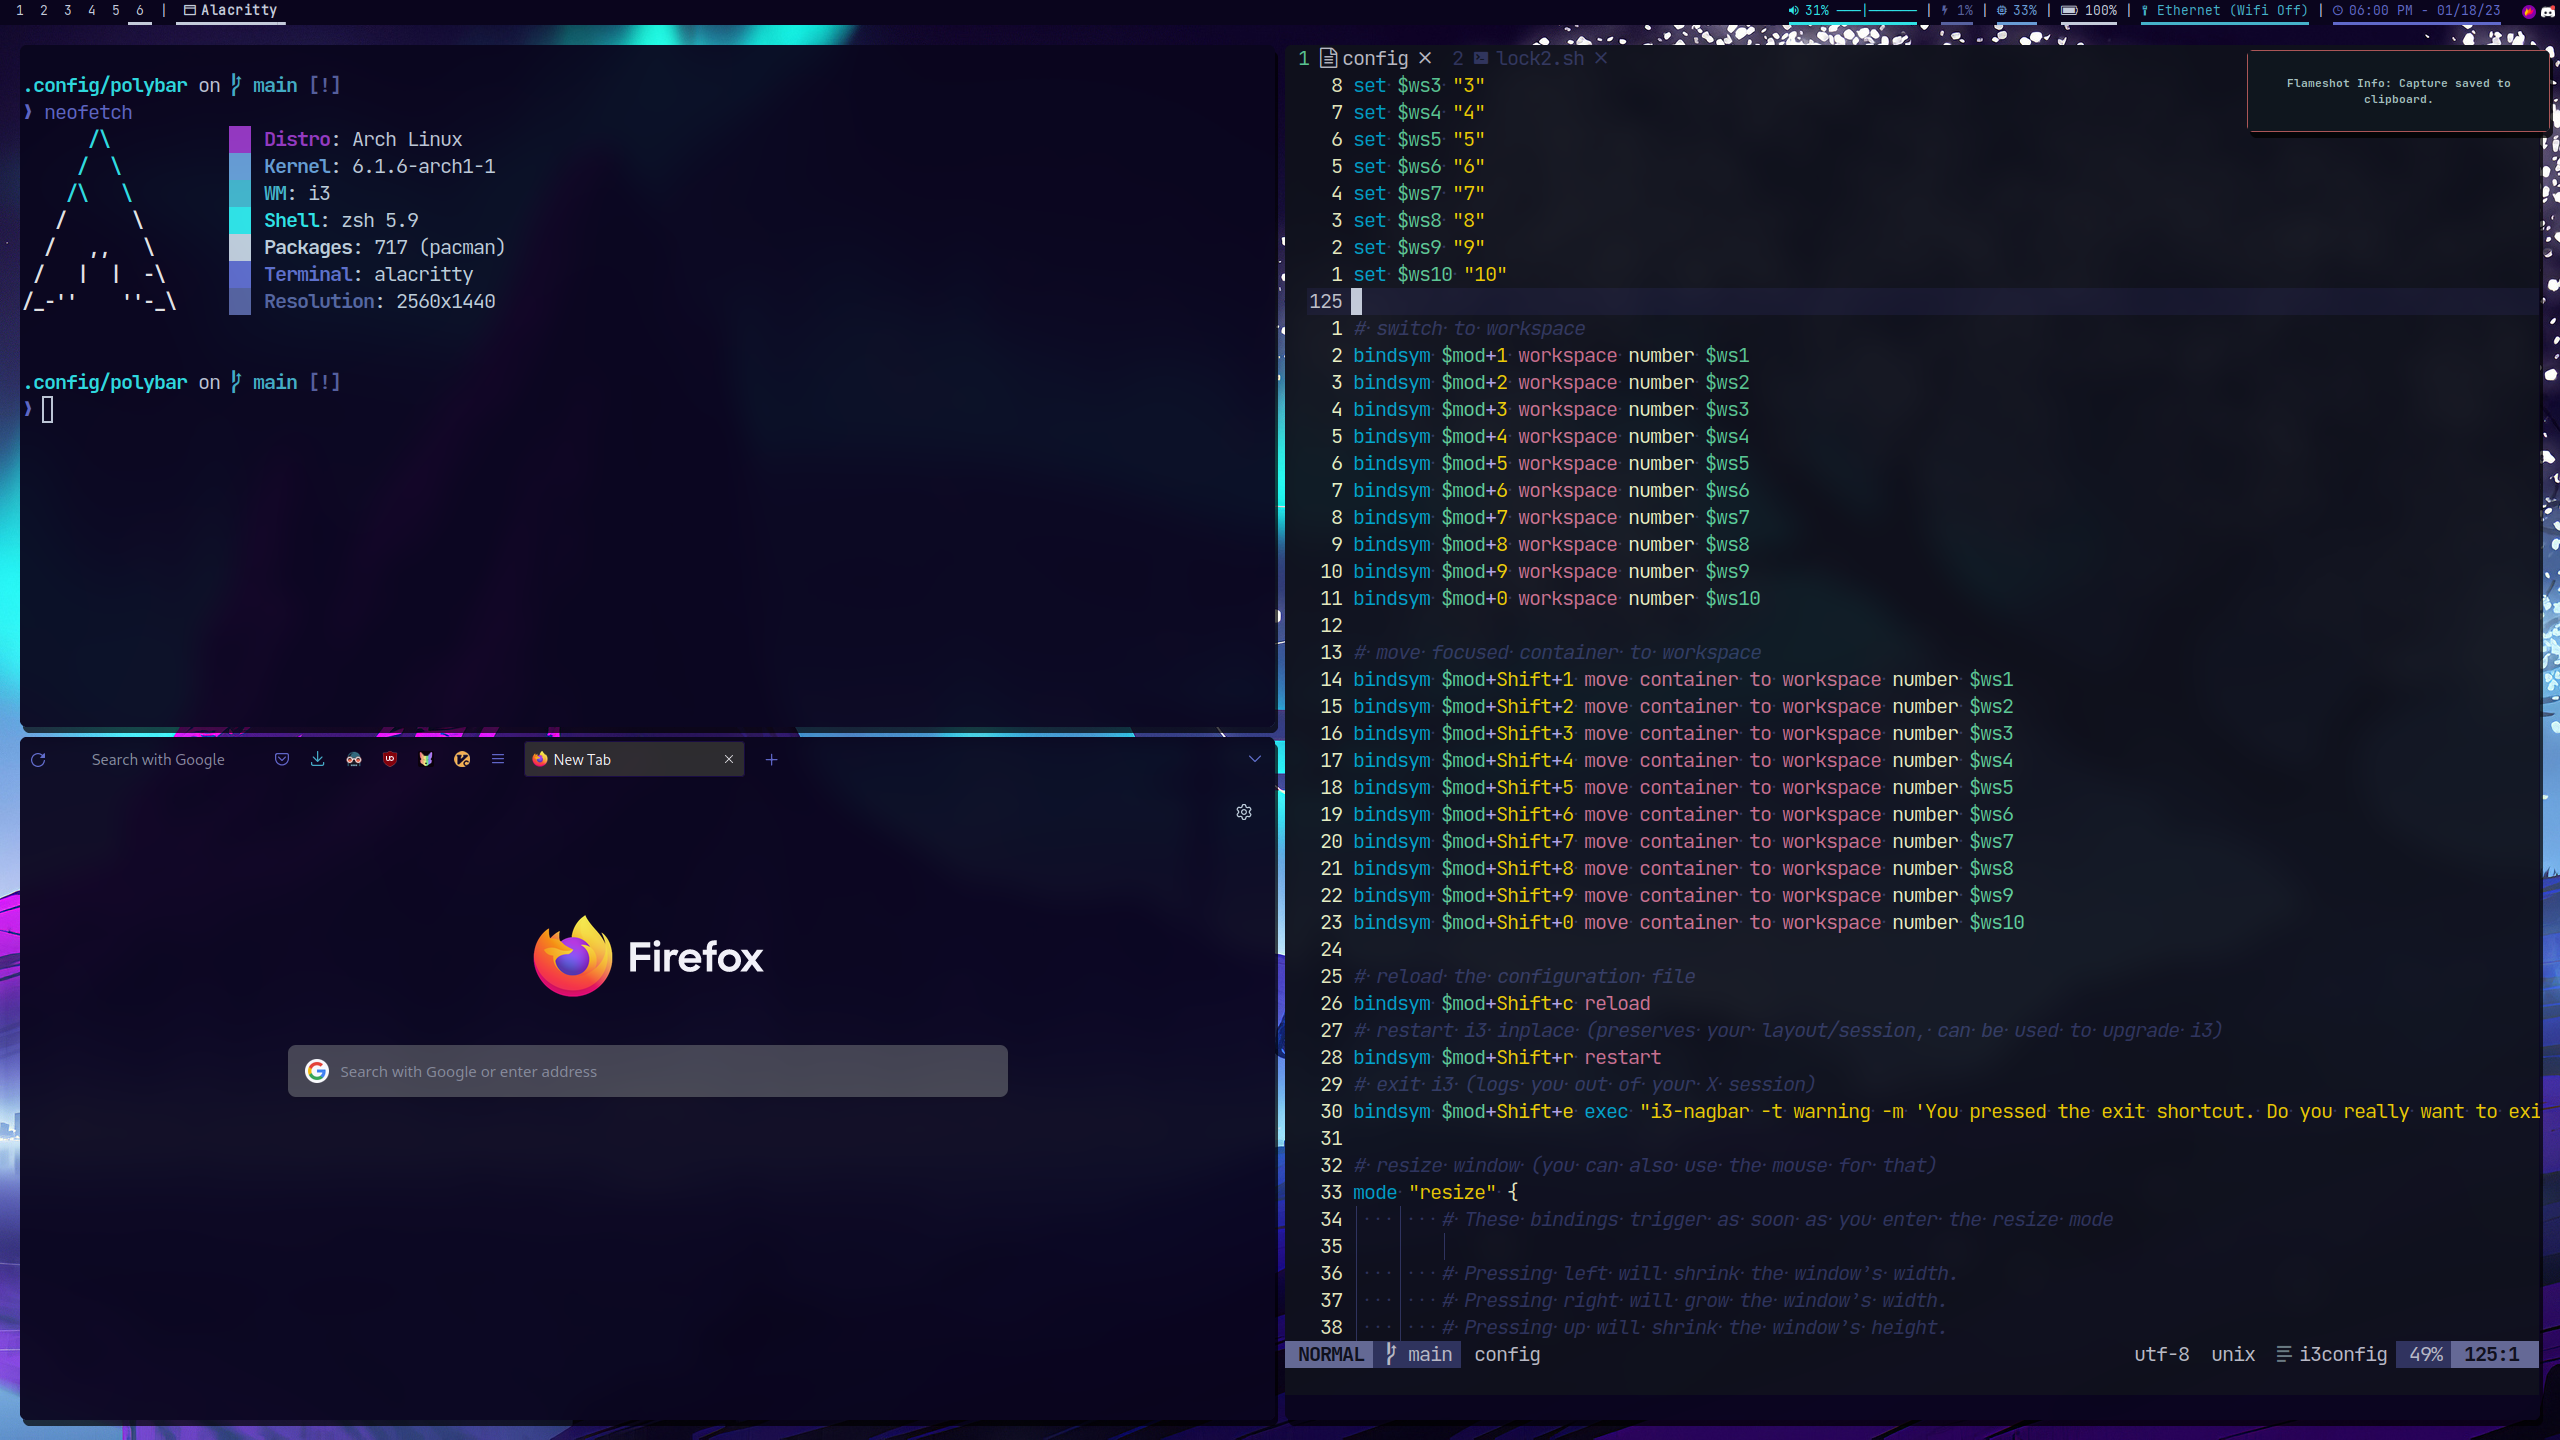 1 2 3 4 5 6 | Alacritty
31% | 1% | 33% | 100% | Ethernet (Wifi Off) | 06:00 PM - 01/18/23
.config/polybar on main [!]
❯ neofetch
/\
/  \
/\   \
/      \
/   ,,   \
/   |  |  -\
/_-''    ''-_\
Distro: Arch Linux
Kernel: 6.1.6-arch1-1
WM: i3
Shell: zsh 5.9
Packages: 717 (pacman)
Terminal: alacritty
Resolution: 2560x1440
.config/polybar on main [!]
❯
Search with Google
New Tab
Firefox
Search with Google or enter address
1 config × 2 lock2.sh ×
8 set $ws3 "3"
7 set $ws4 "4"
6 set $ws5 "5"
5 set $ws6 "6"
4 set $ws7 "7"
3 set $ws8 "8"
2 set $ws9 "9"
1 set $ws10 "10"
125
1 # switch to workspace
2 bindsym $mod+1 workspace number $ws1
3 bindsym $mod+2 workspace number $ws2
4 bindsym $mod+3 workspace number $ws3
5 bindsym $mod+4 workspace number $ws4
6 bindsym $mod+5 workspace number $ws5
7 bindsym $mod+6 workspace number $ws6
8 bindsym $mod+7 workspace number $ws7
9 bindsym $mod+8 workspace number $ws8
10 bindsym $mod+9 workspace number $ws9
11 bindsym $mod+0 workspace number $ws10
12
13 # move focused container to workspace
14 bindsym $mod+Shift+1 move container to workspace number $ws1
15 bindsym $mod+Shift+2 move container to workspace number $ws2
16 bindsym $mod+Shift+3 move container to workspace number $ws3
17 bindsym $mod+Shift+4 move container to workspace number $ws4
18 bindsym $mod+Shift+5 move container to workspace number $ws5
19 bindsym $mod+Shift+6 move container to workspace number $ws6
20 bindsym $mod+Shift+7 move container to workspace number $ws7
21 bindsym $mod+Shift+8 move container to workspace number $ws8
22 bindsym $mod+Shift+9 move container to workspace number $ws9
23 bindsym $mod+Shift+0 move container to workspace number $ws10
24
25 # reload the configuration file
26 bindsym $mod+Shift+c reload
27 # restart i3 inplace (preserves your layout/session, can be used to upgrade i3)
28 bindsym $mod+Shift+r restart
29 # exit i3 (logs you out of your X session)
30 bindsym $mod+Shift+e exec "i3-nagbar -t warning -m 'You pressed the exit shortcut. Do you really want to exi
31
32 # resize window (you can also use the mouse for that)
33 mode "resize" {
34 # These bindings trigger as soon as you enter the resize mode
35
36 # Pressing left will shrink the window's width.
37 # Pressing right will grow the window's width.
38 # Pressing up will shrink the window's height.
NORMAL main config utf-8 unix i3config 49% 125:1
Flameshot Info: Capture saved to
clipboard.